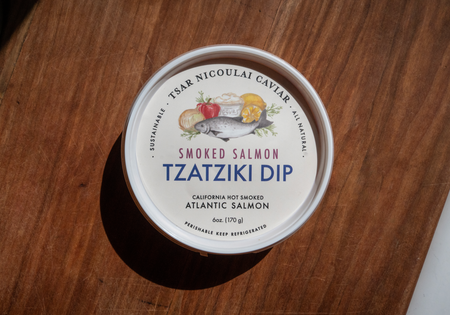 · TSAR NICOULAI CAVIAR ·
· SUSTAINABLE ·
ALL NATURAL ·
SMOKED SALMON
TZATZIKI DIP
CALIFORNIA HOT SMOKED
ATLANTIC SALMON
6oz. (170 g)
PERISHABLE KEEP REFRIGERATED